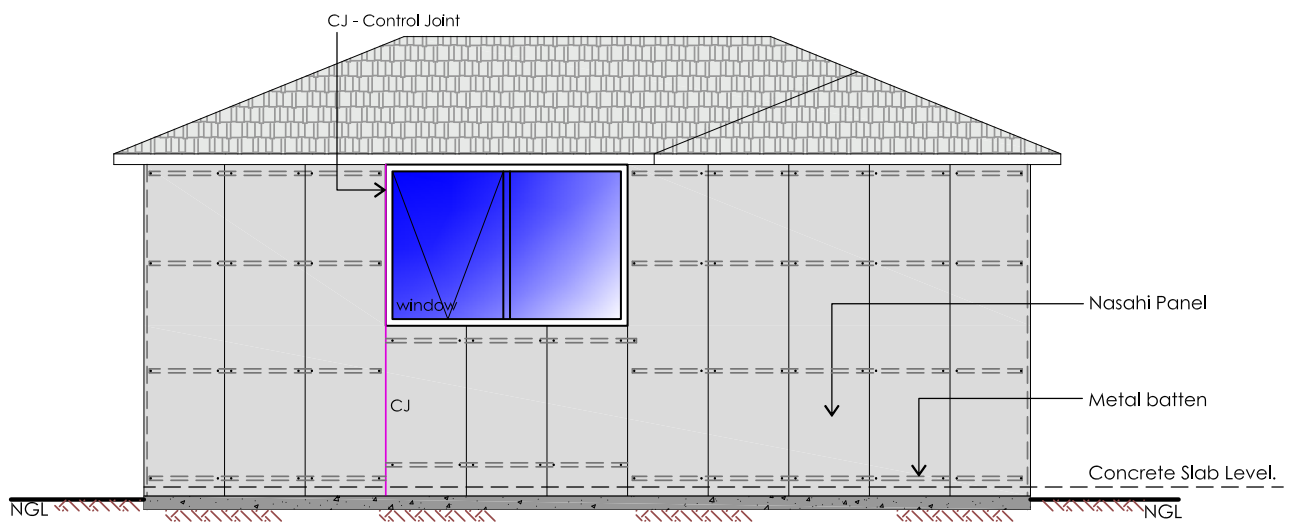 CJ - Control Joint
window
Nasahi Panel
CJ
Metal batten
Concrete Slab Level.
NGL
NGL